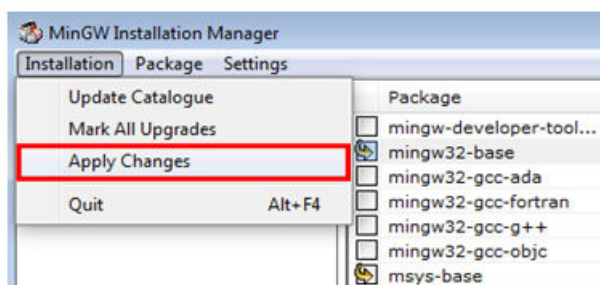 MinGW Installation Manager
Installation Package Settings
Update Catalogue
Mark All Upgrades
Apply Changes
Quit Alt+F4
Package
mingw-developer-tool...
mingw32-base
mingw32-gcc-ada
mingw32-gcc-fortran
mingw32-gcc-g++
mingw32-gcc-objc
msys-base